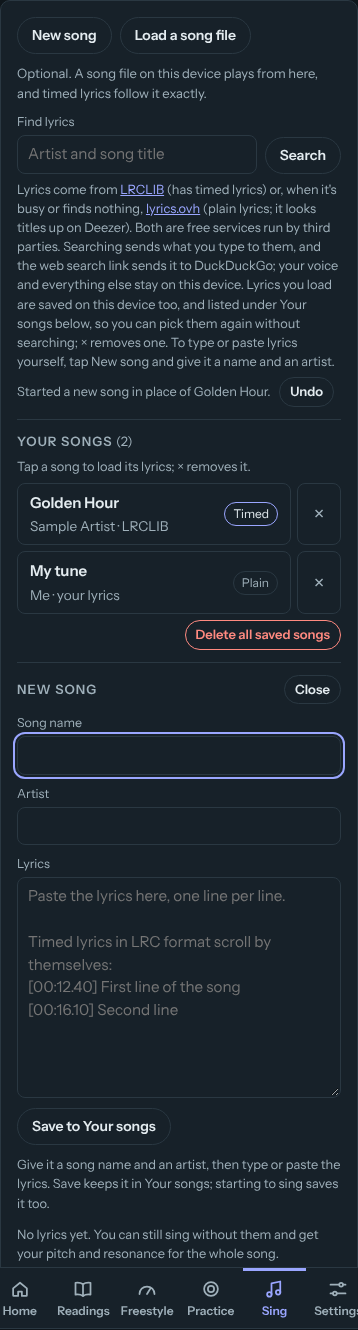 New song
Load a song file
Optional. A song file on this device plays from here,
and timed lyrics follow it exactly.
Find lyrics
Artist and song title
Search
Lyrics come from LRCLIB (has timed lyrics) or, when it's
busy or finds nothing, lyrics.ovh (plain lyrics; it looks
titles up on Deezer). Both are free services run by third
parties. Searching sends what you type to them, and
the web search link sends it to DuckDuckGo; your voice
and everything else stay on this device. Lyrics you load
are saved on this device too, and listed under Your
songs below, so you can pick them again without
searching; × removes one. To type or paste lyrics
yourself, tap New song and give it a name and an artist.
Started a new song in place of Golden Hour.
Undo
YOUR SONGS (2)
Tap a song to load its lyrics; × removes it.
Golden Hour
Sample Artist · LRCLIB
Timed
×
My tune
Me · your lyrics
Plain
×
Delete all saved songs
NEW SONG
Close
Song name
Artist
Lyrics
Paste the lyrics here, one line per line.
Timed lyrics in LRC format scroll by
themselves:
[00:12.40] First line of the song
[00:16.10] Second line
Save to Your songs
Give it a song name and an artist, then type or paste the
lyrics. Save keeps it in Your songs; starting to sing saves
it too.
No lyrics yet. You can still sing without them and get
your pitch and resonance for the whole song.
Home
Readings
Freestyle
Practice
Sing
Settings